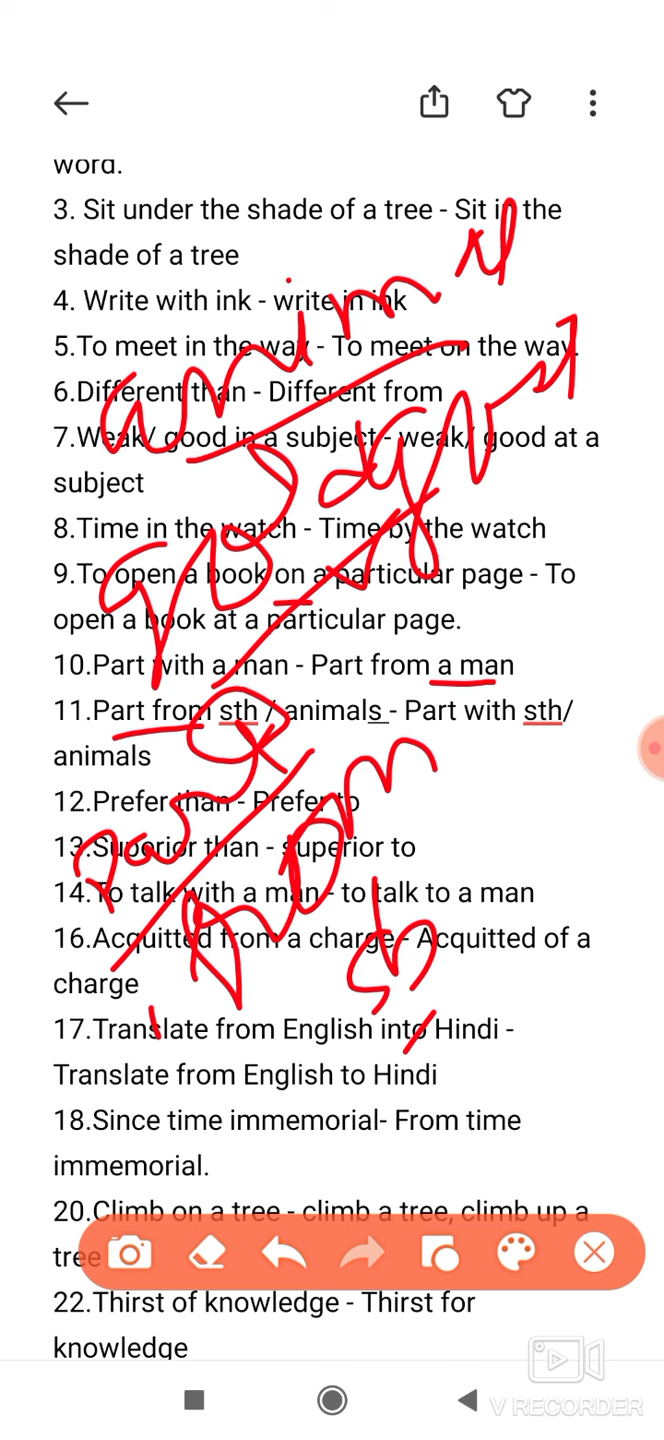 word.
3. Sit under the shade of a tree - Sit in the
shade of a tree
4. Write with ink - write in ink
5.To meet in the way - To meet on the way.
6.Different than - Different from
7.Weak/ good in a subject - weak/ good at a
subject
8.Time in the watch - Time by the watch
9.To open a book on a particular page - To
open a book at a particular page.
10.Part with a man - Part from a man
11.Part from sth / animals - Part with sth/
animals
12.Prefer than - Prefer to
13.Superior than - superior to
14.To talk with a man - to talk to a man
16.Acquitted from a charge - Acquitted of a
charge
17.Translate from English into Hindi -
Translate from English to Hindi
18.Since time immemorial- From time
immemorial.
20.Climb on a tree - climb a tree, climb up a
tree
22.Thirst of knowledge - Thirst for
knowledge
Part
from
sb
V RECORDER